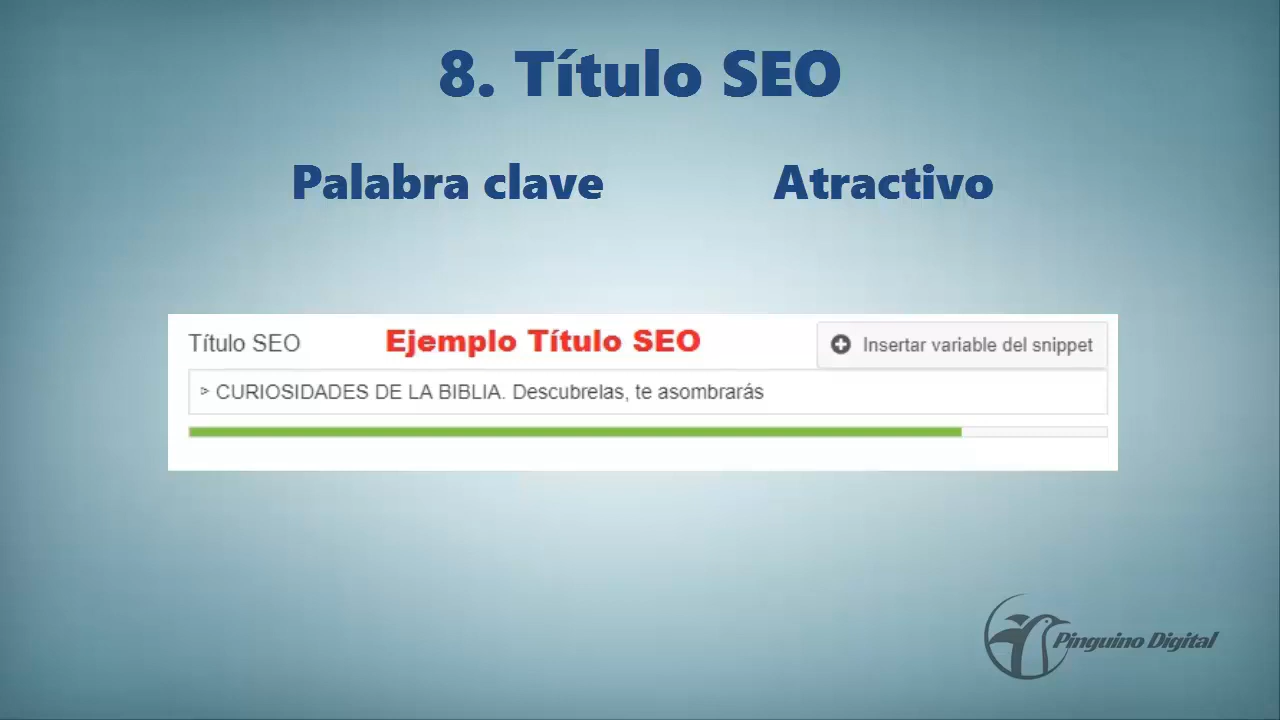 8. Título SEO
Palabra clave
Atractivo
Título SEO
Ejemplo Título SEO
Insertar variable del snippet
➢ CURIOSIDADES DE LA BIBLIA. Descubrelas, te asombrarás
Pinguino Digital